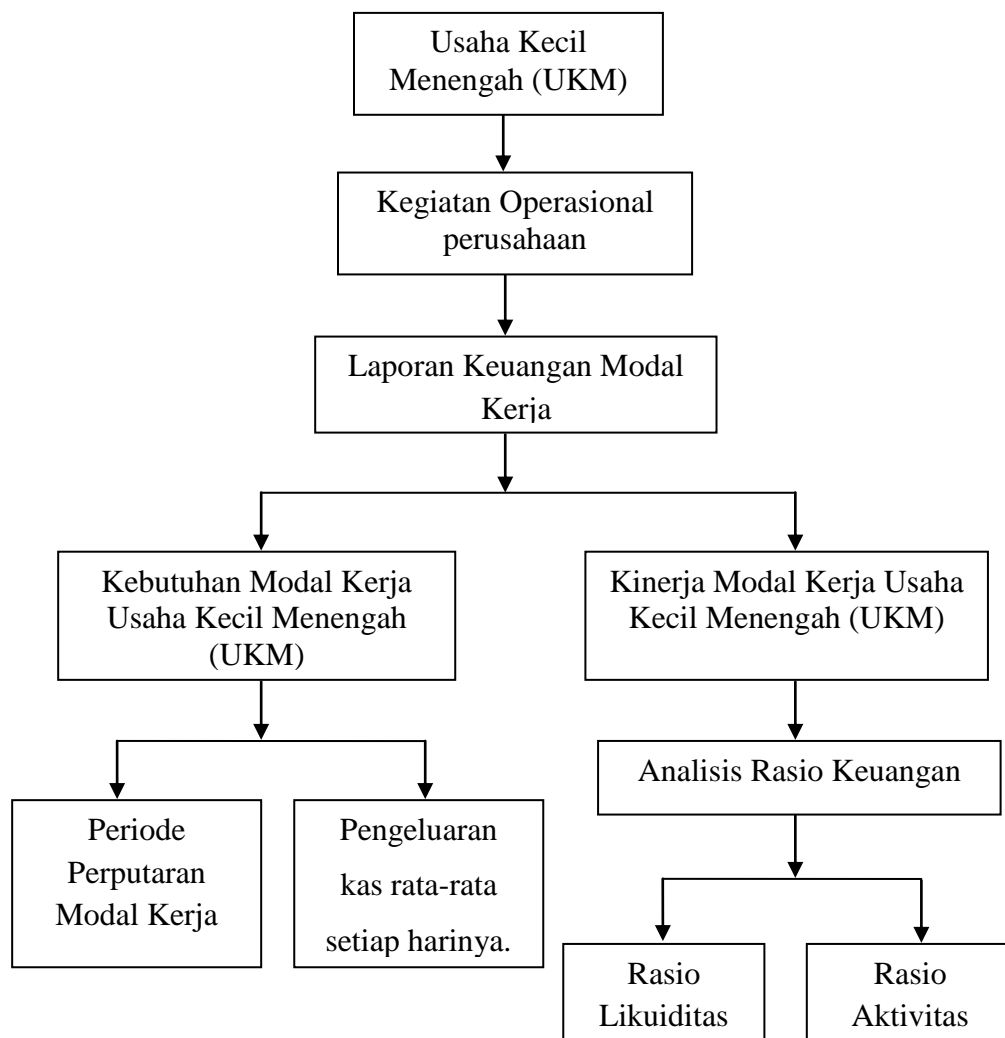 Usaha Kecil
Menengah (UKM)
Kegiatan Operasional
perusahaan
Laporan Keuangan Modal
Kerja
Kebutuhan Modal Kerja
Usaha Kecil Menengah
(UKM)
Kinerja Modal Kerja Usaha
Kecil Menengah (UKM)
Analisis Rasio Keuangan
Periode
Perputaran
Modal Kerja
Pengeluaran
kas rata-rata
setiap harinya.
Rasio
Likuiditas
Rasio
Aktivitas